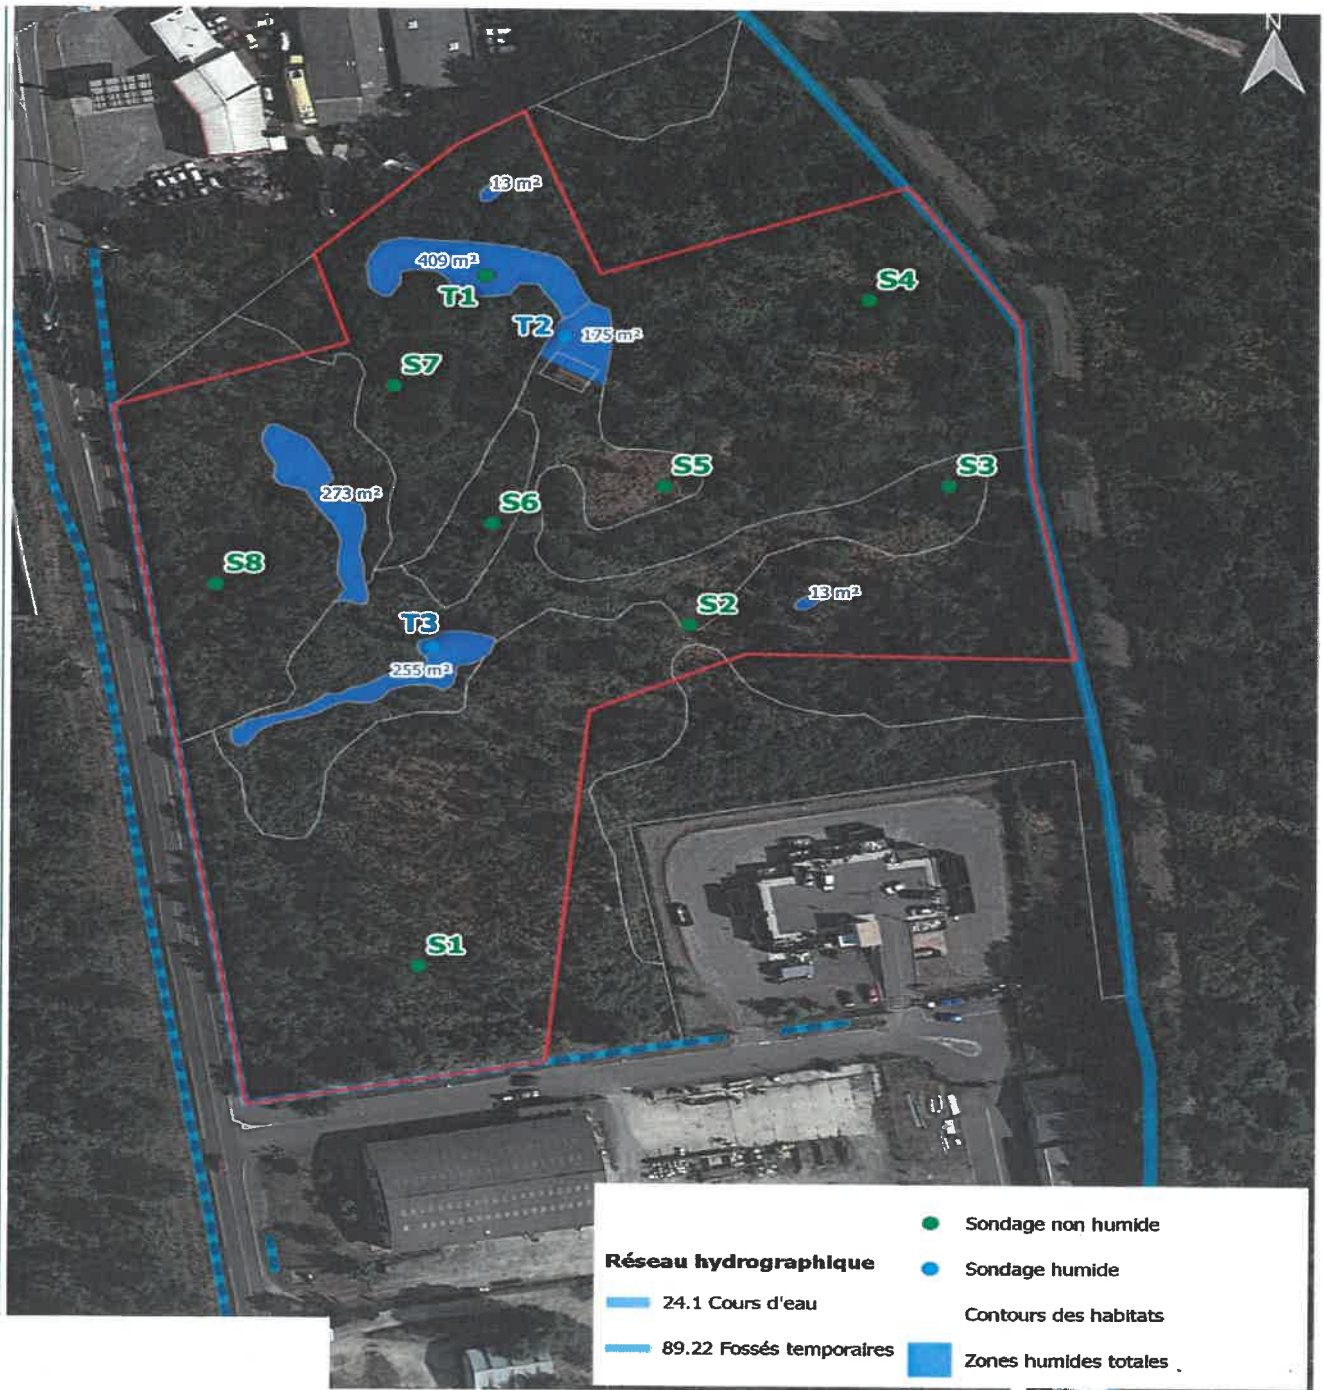 N
13 m²
409 m²
T1
S4
T2
175 m²
S7
S5
S3
273 m²
S6
S8
13 m²
S2
T3
255 m²
S1
Sondage non humide
Réseau hydrographique
Sondage humide
24.1 Cours d'eau
Contours des habitats
89.22 Fossés temporaires
Zones humides totales